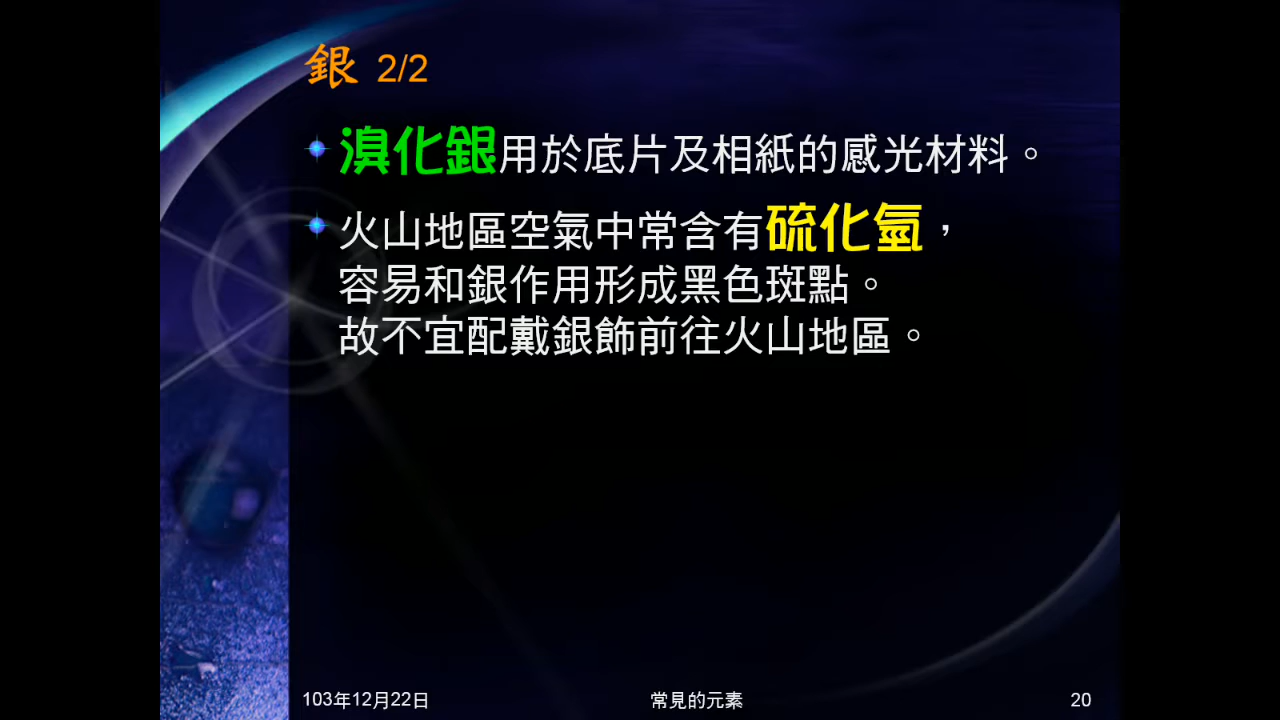 銀 2/2
溴化銀用於底片及相紙的感光材料。
火山地區空氣中常含有硫化氫，
容易和銀作用形成黑色斑點。
故不宜配戴銀飾前往火山地區。
103年12月22日 常見的元素 20